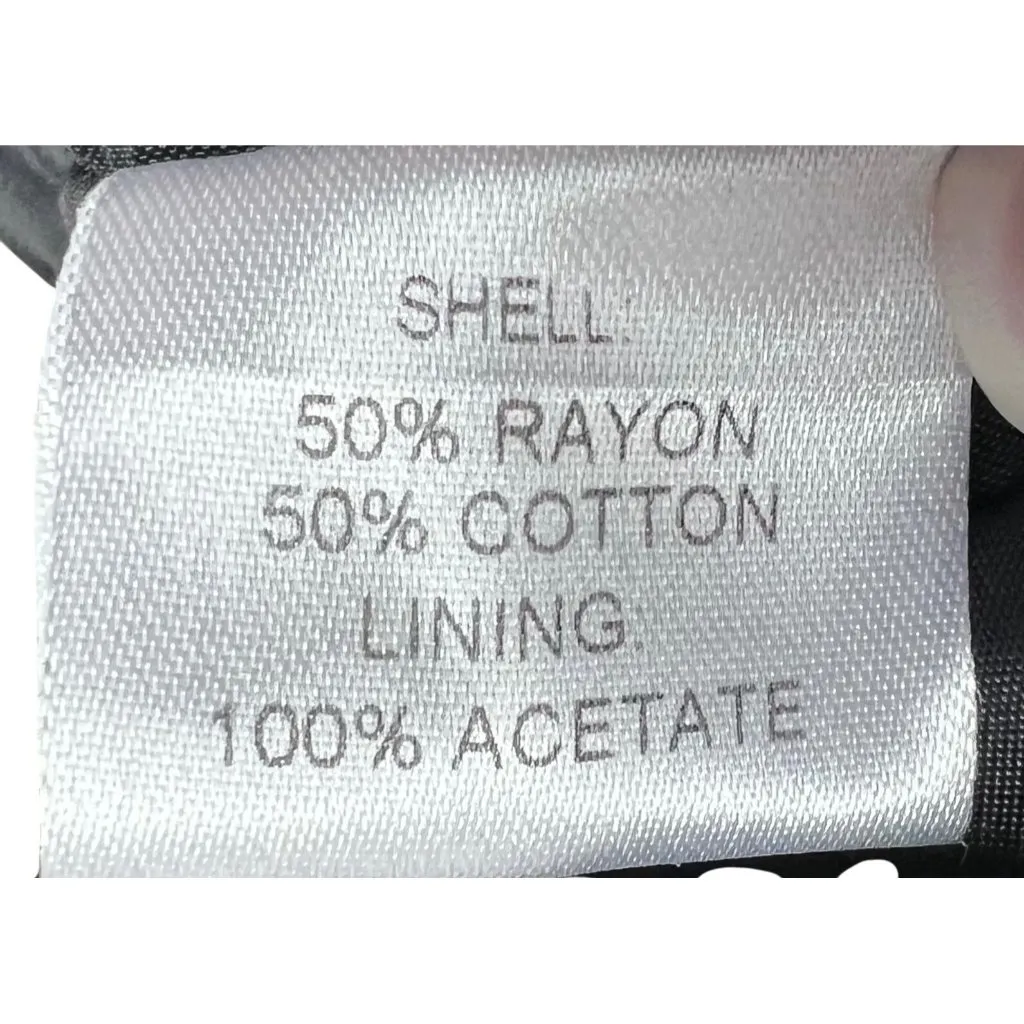 SHELL:
50% RAYON
50% COTTON
LINING:
100% ACETATE